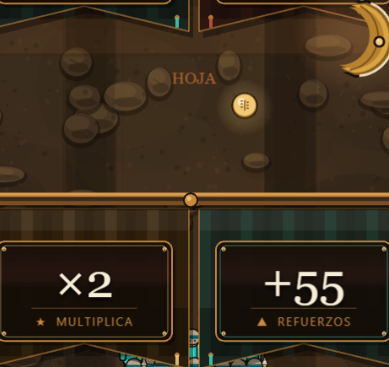 HOJA
×2
★ MULTIPLICA
+55
▲ REFUERZOS